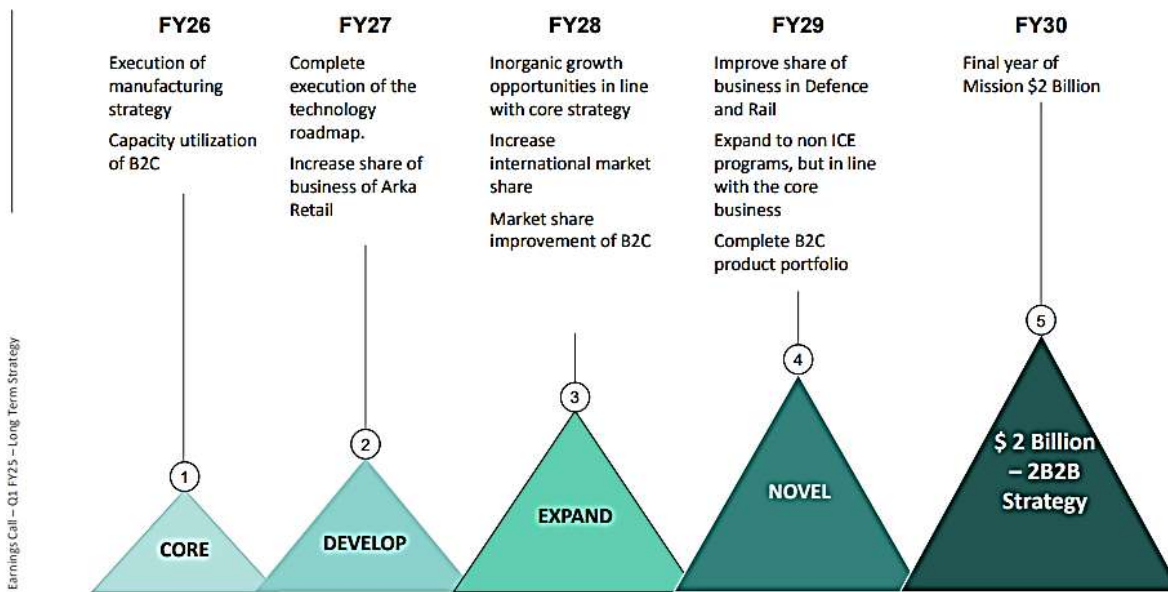 FY26
Execution of
manufacturing
strategy
Capacity utilization
of B2C
FY27
Complete
execution of the
technology
roadmap.
Increase share of
business of Arka
Retail
FY28
Inorganic growth
opportunities in line
with core strategy
Increase
international market
share
Market share
improvement of B2C
FY29
Improve share of
business in Defence
and Rail
Expand to non ICE
programs, but in line
with the core
business
Complete B2C
product portfolio
FY30
Final year of
Mission $2 Billion
1
2
3
4
5
CORE
DEVELOP
EXPAND
NOVEL
$ 2 Billion
– 2B2B
Strategy
Earnings Call – Q1 FY25 – Long Term Strategy